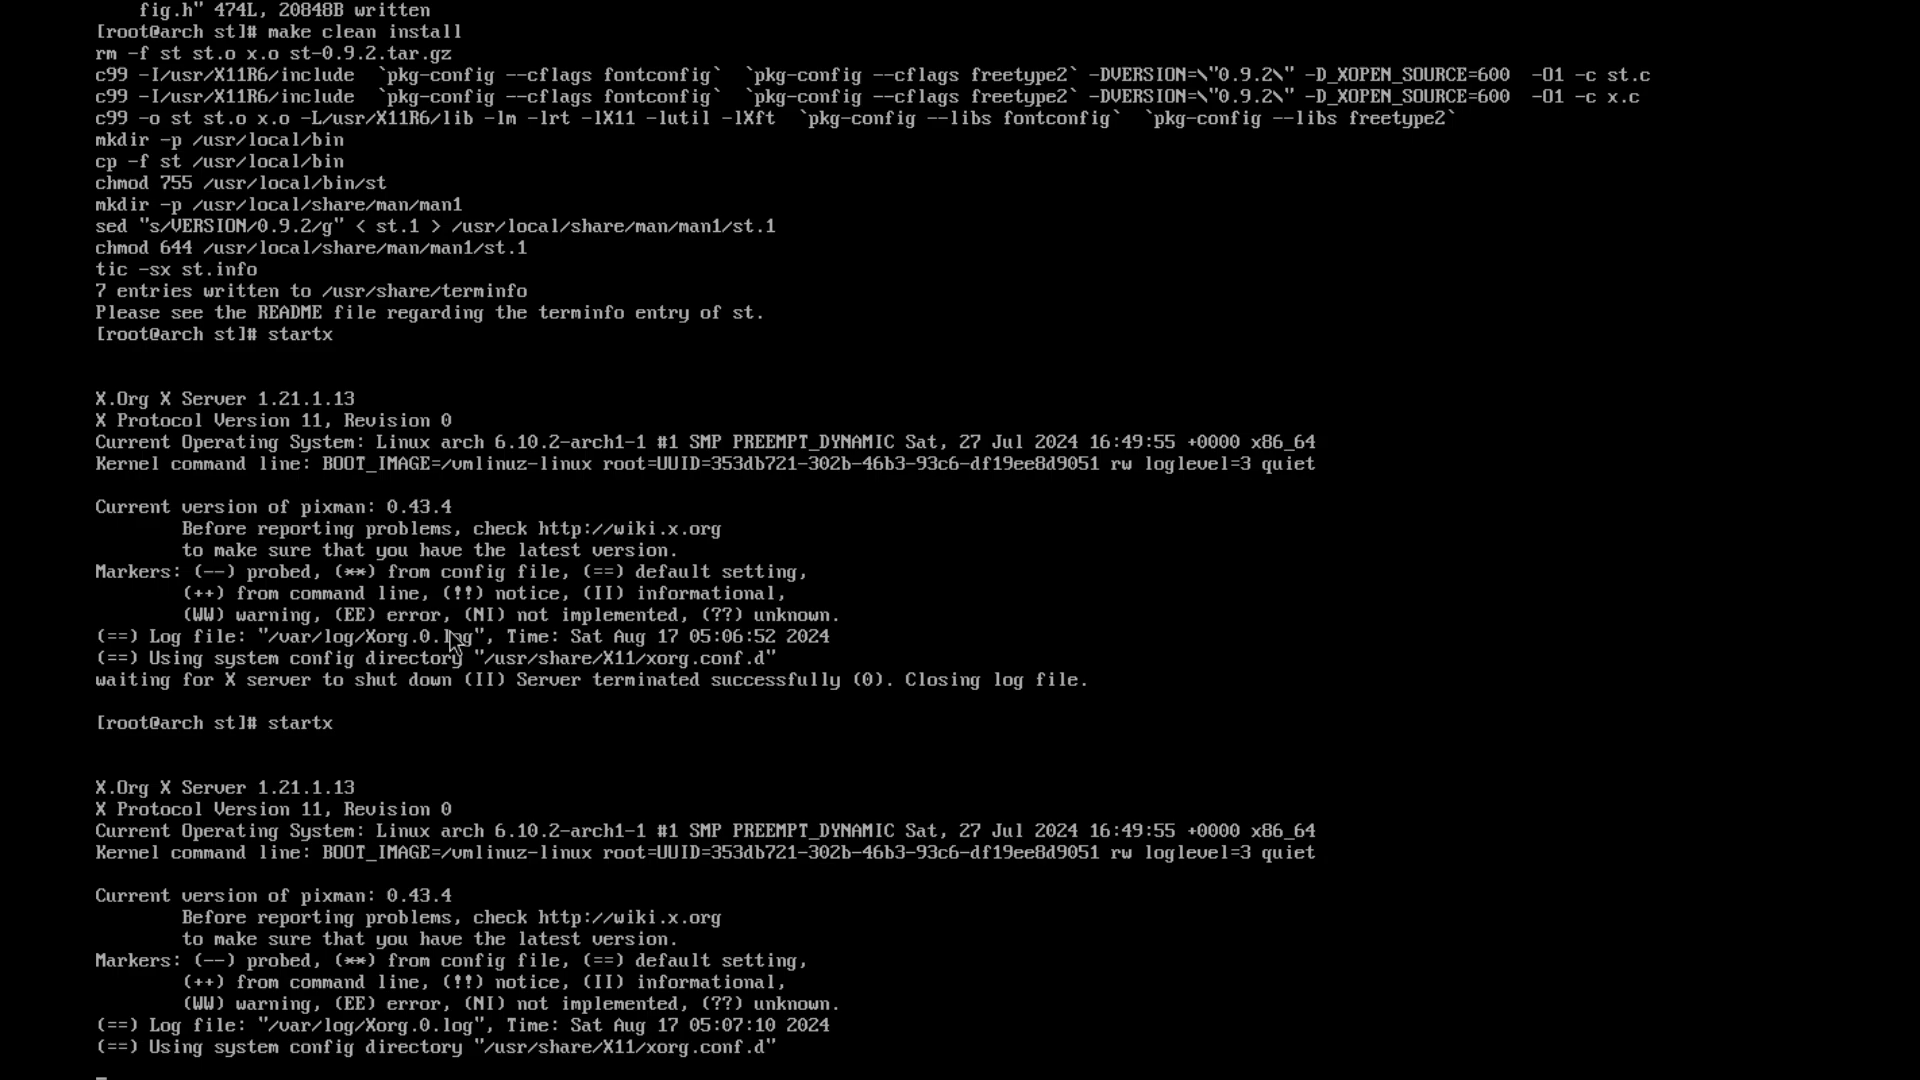 fig.h" 474L, 20848B written
[root@arch st]# make clean install
rm -f st st.o x.o st-0.9.2.tar.gz
c99 -I/usr/X11R6/include  `pkg-config --cflags fontconfig`  `pkg-config --cflags freetype2` -DVERSION=\"0.9.2\" -D_XOPEN_SOURCE=600  -O1 -c st.c
c99 -I/usr/X11R6/include  `pkg-config --cflags fontconfig`  `pkg-config --cflags freetype2` -DVERSION=\"0.9.2\" -D_XOPEN_SOURCE=600  -O1 -c x.c
c99 -o st st.o x.o -L/usr/X11R6/lib -lm -lrt -lX11 -lutil -lXft  `pkg-config --libs fontconfig`  `pkg-config --libs freetype2`
mkdir -p /usr/local/bin
cp -f st /usr/local/bin
chmod 755 /usr/local/bin/st
mkdir -p /usr/local/share/man/man1
sed "s/VERSION/0.9.2/g" < st.1 > /usr/local/share/man/man1/st.1
chmod 644 /usr/local/share/man/man1/st.1
tic -sx st.info
7 entries written to /usr/share/terminfo
Please see the README file regarding the terminfo entry of st.
[root@arch st]# startx
X.Org X Server 1.21.1.13
X Protocol Version 11, Revision 0
Current Operating System: Linux arch 6.10.2-arch1-1 #1 SMP PREEMPT_DYNAMIC Sat, 27 Jul 2024 16:49:55 +0000 x86_64
Kernel command line: BOOT_IMAGE=/vmlinuz-linux root=UUID=353db721-302b-46b3-93c6-df19ee8d9051 rw loglevel=3 quiet
Current version of pixman: 0.43.4
Before reporting problems, check http://wiki.x.org
to make sure that you have the latest version.
Markers: (--) probed, (**) from config file, (==) default setting,
(++) from command line, (!!) notice, (II) informational,
(WW) warning, (EE) error, (NI) not implemented, (??) unknown.
(==) Log file: "/var/log/Xorg.0.log", Time: Sat Aug 17 05:06:52 2024
(==) Using system config directory "/usr/share/X11/xorg.conf.d"
waiting for X server to shut down (II) Server terminated successfully (0). Closing log file.
[root@arch st]# startx
X.Org X Server 1.21.1.13
X Protocol Version 11, Revision 0
Current Operating System: Linux arch 6.10.2-arch1-1 #1 SMP PREEMPT_DYNAMIC Sat, 27 Jul 2024 16:49:55 +0000 x86_64
Kernel command line: BOOT_IMAGE=/vmlinuz-linux root=UUID=353db721-302b-46b3-93c6-df19ee8d9051 rw loglevel=3 quiet
Current version of pixman: 0.43.4
Before reporting problems, check http://wiki.x.org
to make sure that you have the latest version.
Markers: (--) probed, (**) from config file, (==) default setting,
(++) from command line, (!!) notice, (II) informational,
(WW) warning, (EE) error, (NI) not implemented, (??) unknown.
(==) Log file: "/var/log/Xorg.0.log", Time: Sat Aug 17 05:07:10 2024
(==) Using system config directory "/usr/share/X11/xorg.conf.d"